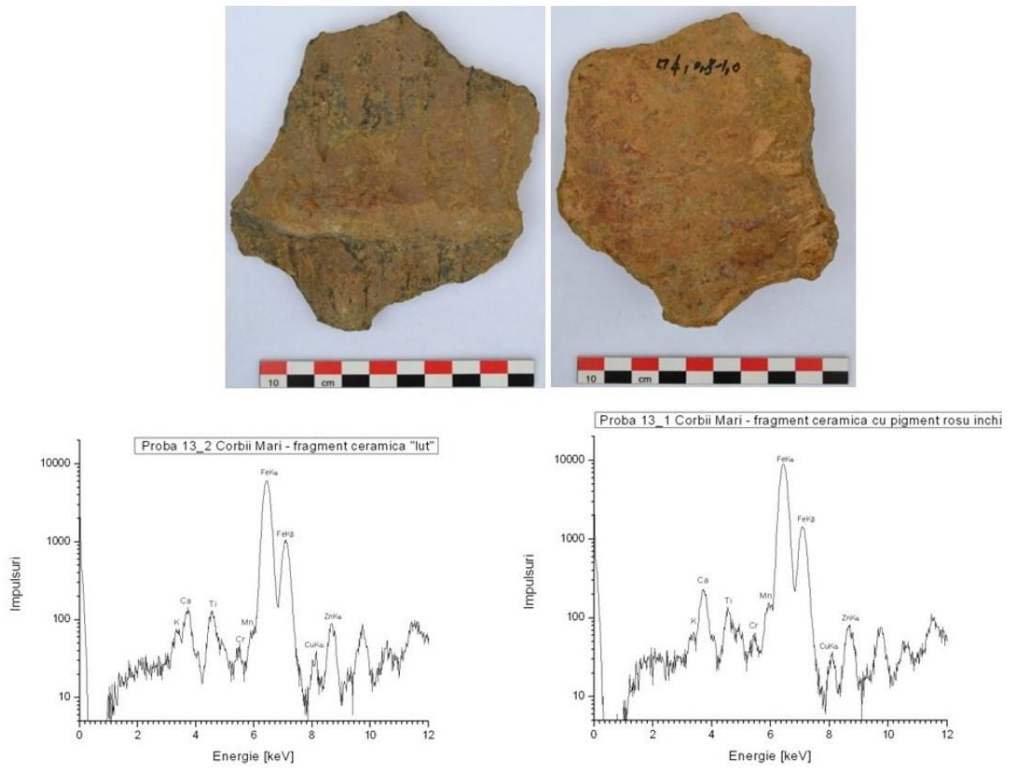 10 cm
10 cm
Proba 13_2 Corbii Mari - fragment ceramica "lut"
10000
1000
100
10
Impulsuri
K
Ca
Ti
Cr
Mn
FeKα
FeKβ
CuKα
ZnKα
0 2 4 6 8 10 12
Energie [keV]
Proba 13_1 Corbii Mari - fragment ceramica cu pigment rosu inchi
10000
1000
100
10
Impulsuri
K
Ca
Ti
Cr
Mn
FeKα
FeKβ
CuKα
ZnKα
0 2 4 6 8 10 12
Energie [keV]